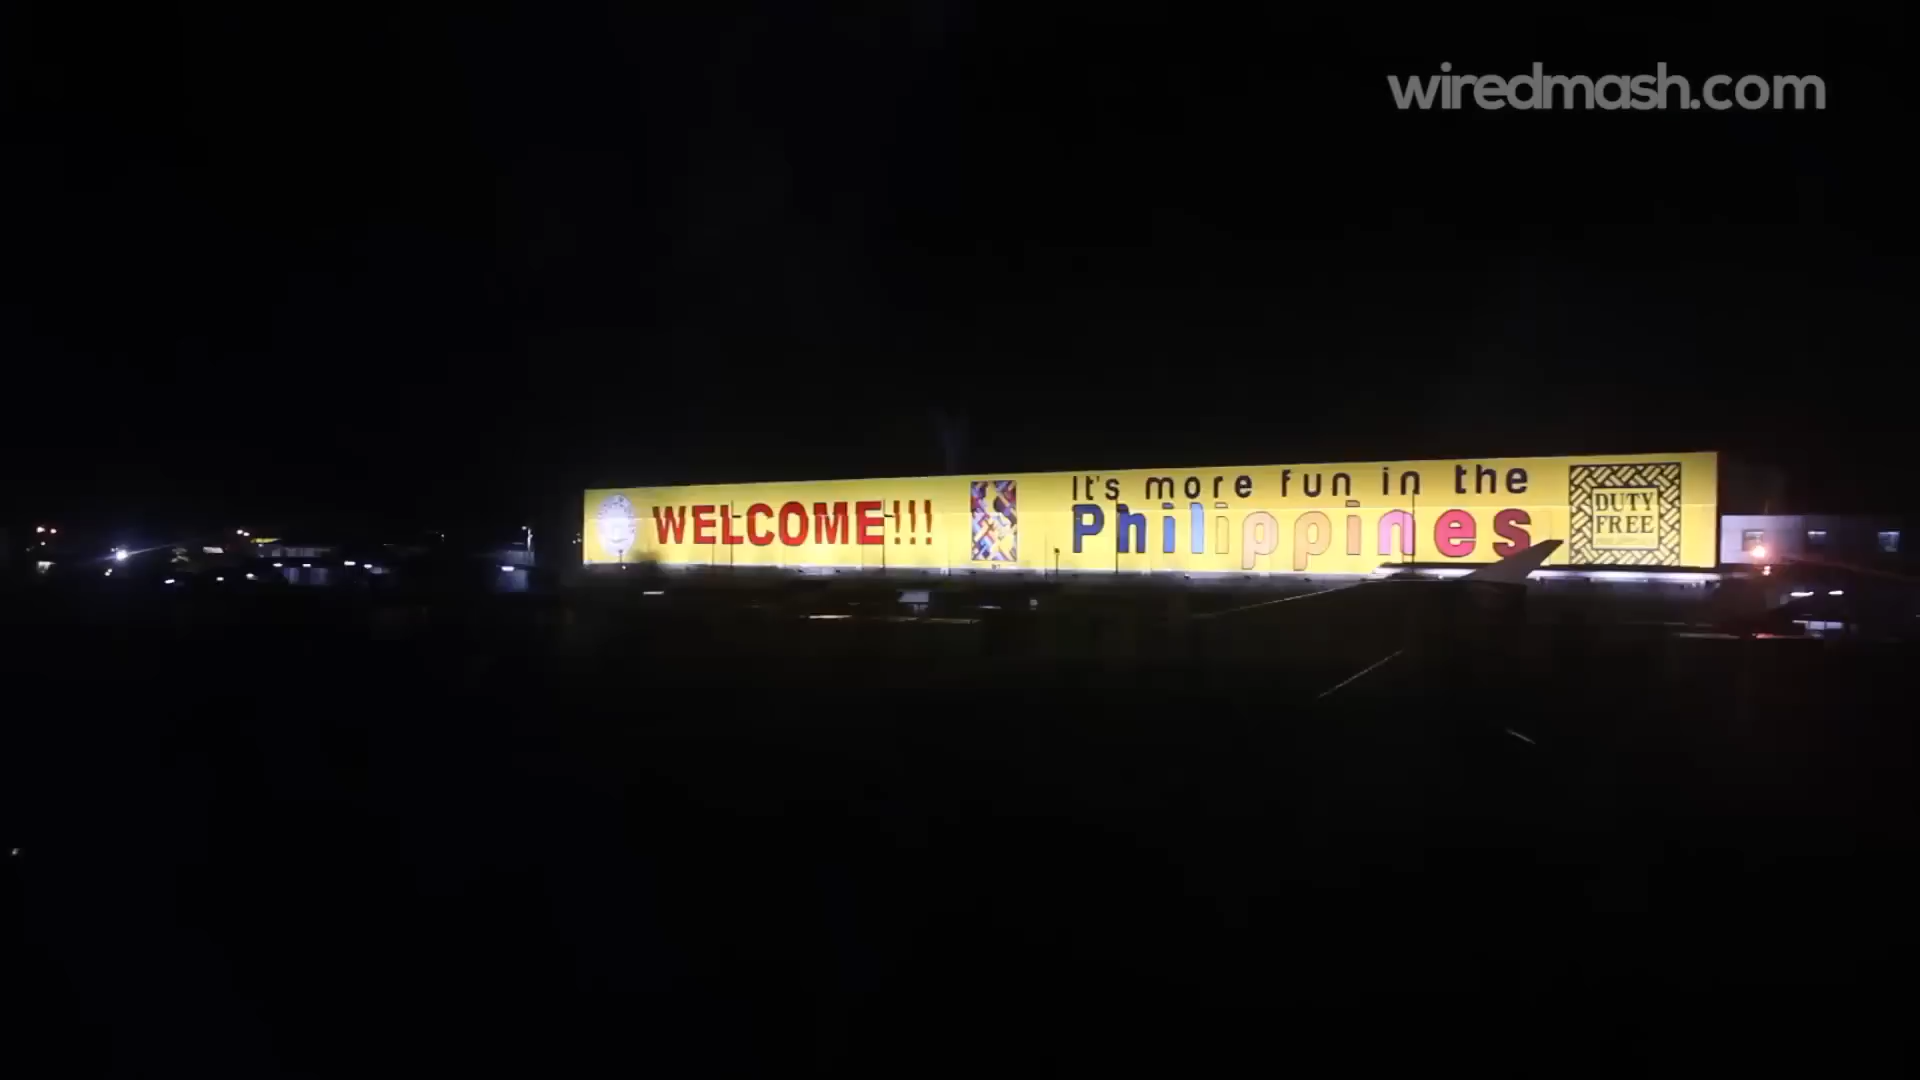 wiredmash.com
WELCOME!!!
It's more fun in the
Philippines
DUTY
FREE